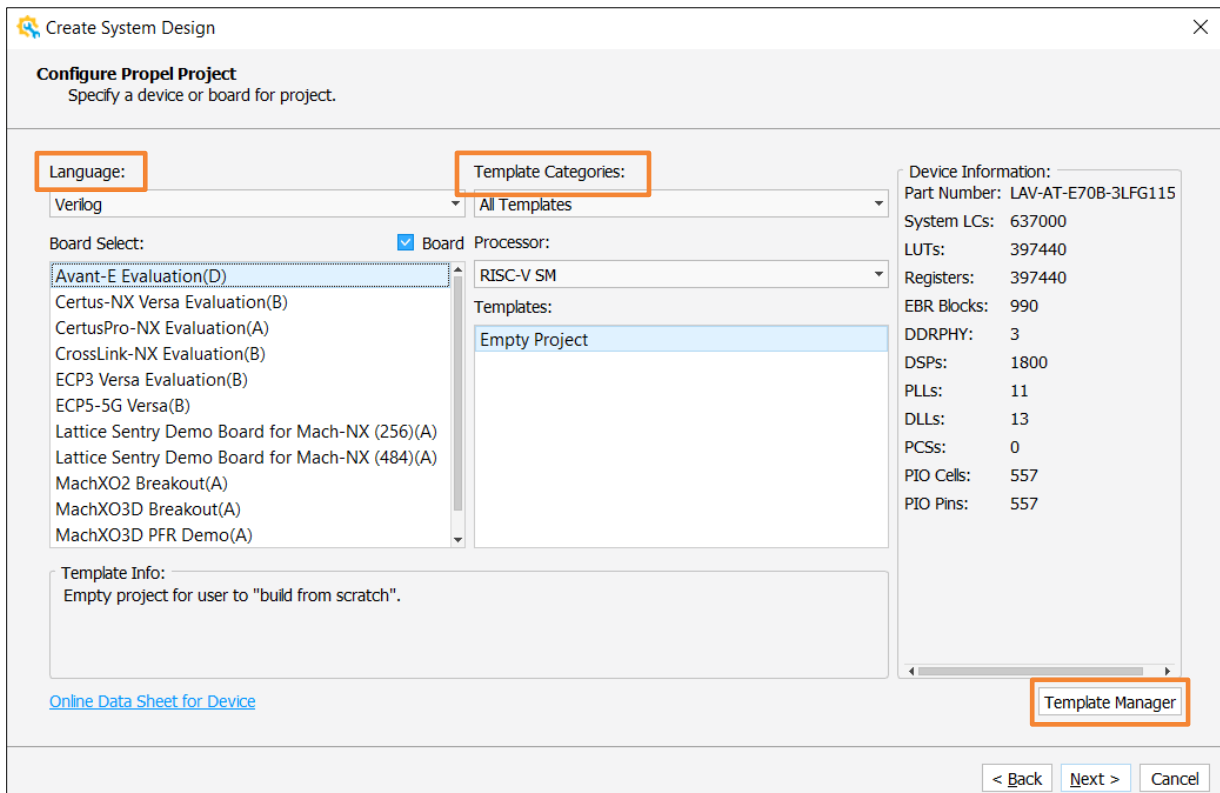 Create System Design
Configure Propel Project
Specify a device or board for project.
Language:
Verilog
Board Select:
Board
Avant-E Evaluation(D)
Certus-NX Versa Evaluation(B)
CertusPro-NX Evaluation(A)
CrossLink-NX Evaluation(B)
ECP3 Versa Evaluation(B)
ECP5-5G Versa(B)
Lattice Sentry Demo Board for Mach-NX (256)(A)
Lattice Sentry Demo Board for Mach-NX (484)(A)
MachXO2 Breakout(A)
MachXO3D Breakout(A)
MachXO3D PFR Demo(A)
Template Categories:
All Templates
Processor:
RISC-V SM
Templates:
Empty Project
Device Information:
Part Number: LAV-AT-E70B-3LFG115
System LCs: 637000
LUTs: 397440
Registers: 397440
EBR Blocks: 990
DDRPHY: 3
DSPs: 1800
PLLs: 11
DLLs: 13
PCSs: 0
PIO Cells: 557
PIO Pins: 557
Template Info:
Empty project for user to "build from scratch".
Online Data Sheet for Device
Template Manager
< Back
Next >
Cancel